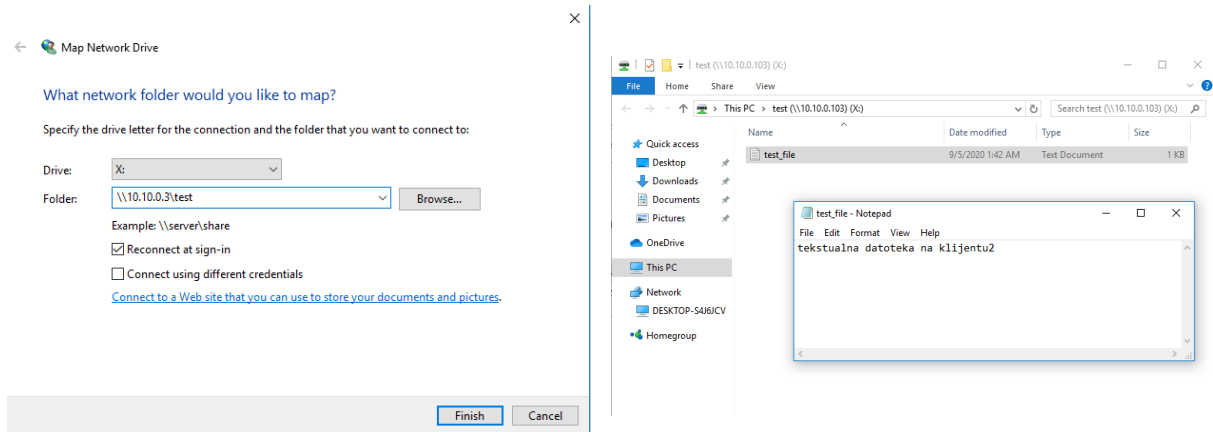 Map Network Drive
What network folder would you like to map?
Specify the drive letter for the connection and the folder that you want to connect to:
Drive: X:
Folder: \\10.10.0.3\test Browse...
Example: \\server\share
Reconnect at sign-in
Connect using different credentials
Connect to a Web site that you can use to store your documents and pictures.
Finish Cancel
test (\\10.10.0.103) (X:)
File Home Share View
This PC > test (\\10.10.0.103) (X:) Search test (\\10.10.0.103) (X:)
Name Date modified Type Size
test_file 9/5/2020 1:42 AM Text Document 1 KB
Quick access
Desktop
Downloads
Documents
Pictures
OneDrive
This PC
Network
DESKTOP-S4J6JCV
Homegroup
test_file - Notepad
File Edit Format View Help
tekstualna datoteka na klijentu2